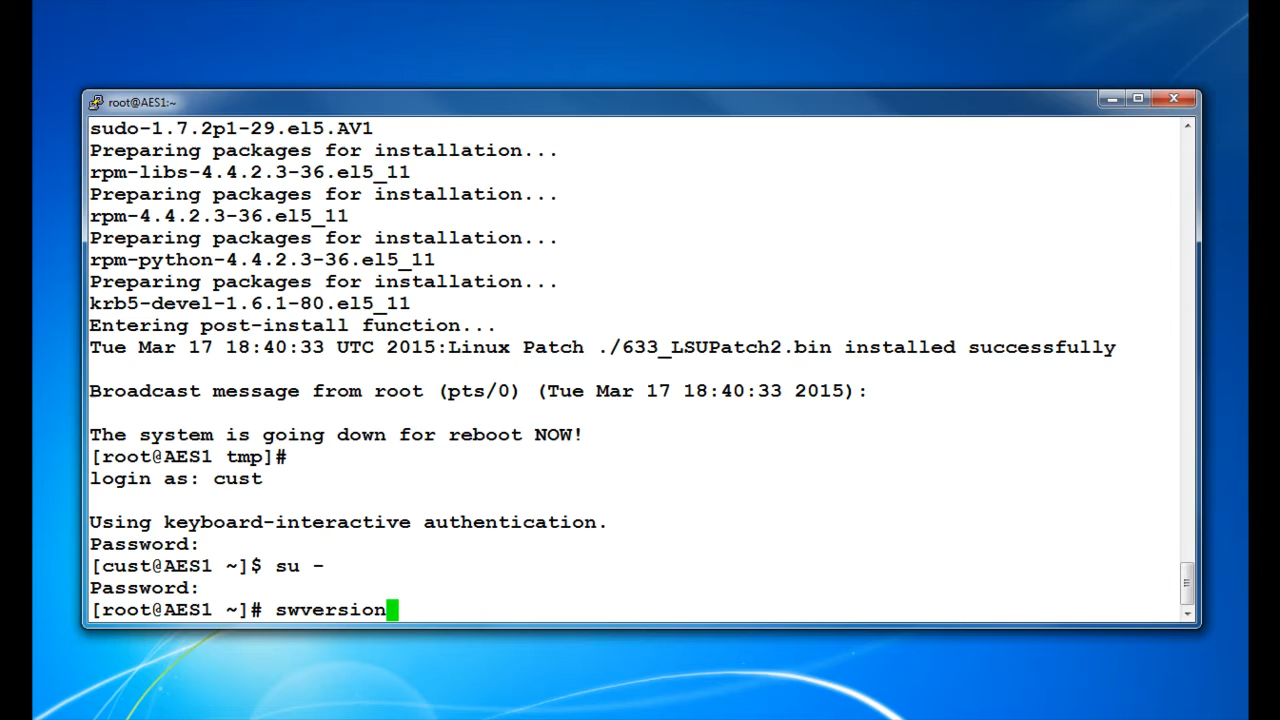 root@AES1:~
sudo-1.7.2p1-29.el5.AV1
Preparing packages for installation...
rpm-libs-4.4.2.3-36.el5_11
Preparing packages for installation...
rpm-4.4.2.3-36.el5_11
Preparing packages for installation...
rpm-python-4.4.2.3-36.el5_11
Preparing packages for installation...
krb5-devel-1.6.1-80.el5_11
Entering post-install function...
Tue Mar 17 18:40:33 UTC 2015:Linux Patch ./633_LSUPatch2.bin installed successfully
Broadcast message from root (pts/0) (Tue Mar 17 18:40:33 2015):
The system is going down for reboot NOW!
[root@AES1 tmp]#
login as: cust
Using keyboard-interactive authentication.
Password:
[cust@AES1 ~]$ su -
Password:
[root@AES1 ~]# swversion